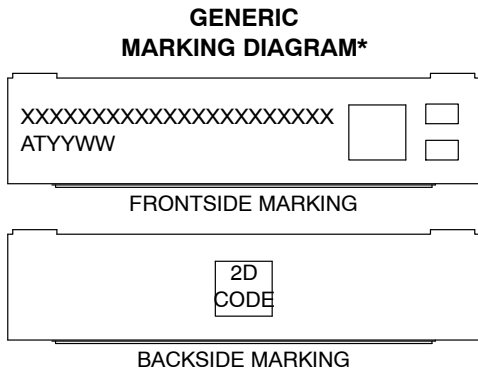 GENERIC
MARKING DIAGRAM*
XXXXXXXXXXXXXXXXXXXXXX
ATYYWW
FRONTSIDE MARKING
2D
CODE
BACKSIDE MARKING